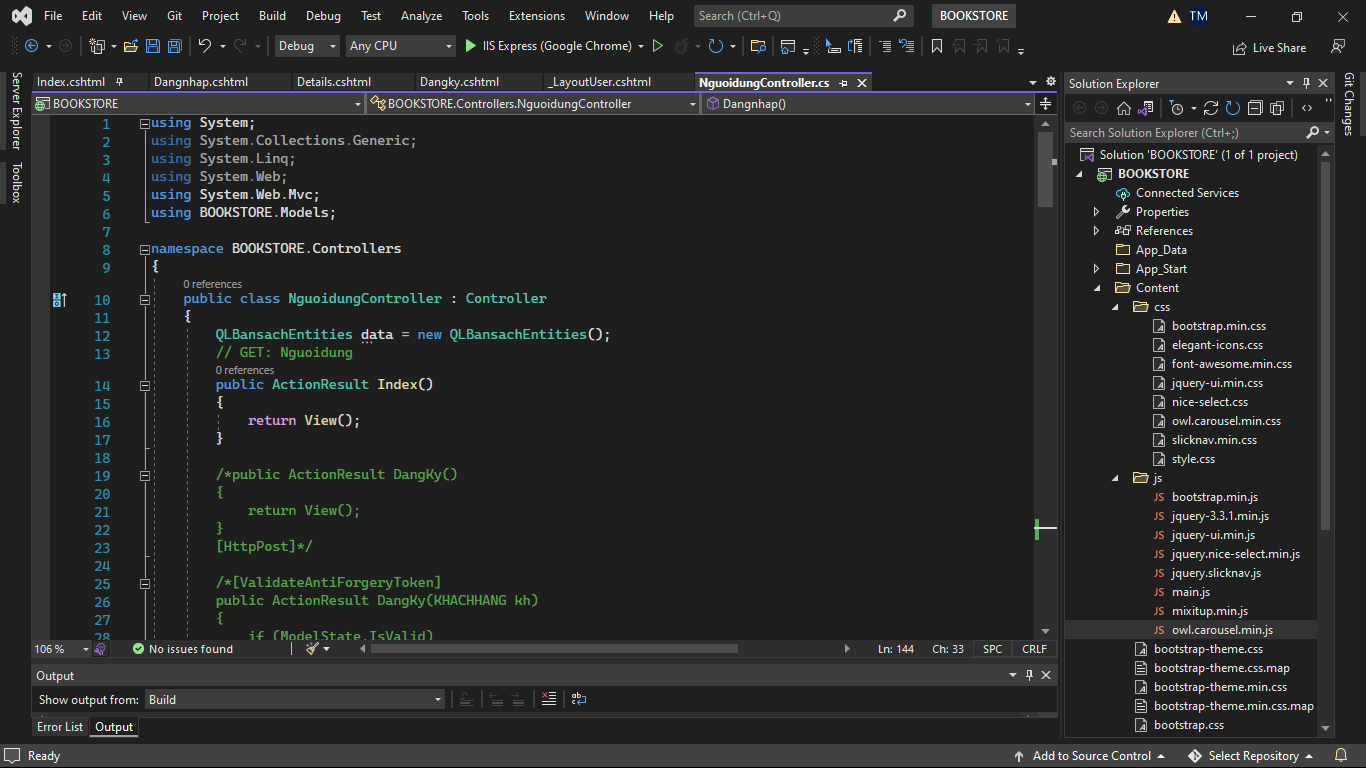 File Edit View Git Project Build Debug Test Analyze Tools Extensions Window Help Search (Ctrl+Q) BOOKSTORE TM
Debug Any CPU IIS Express (Google Chrome) Live Share
Server Explorer
Toolbox
Index.cshtml Dangnhap.cshtml Details.cshtml Dangky.cshtml _LayoutUser.cshtml NguoidungController.cs
BOOKSTORE BOOKSTORE.Controllers.NguoidungController Dangnhap()
1 using System;
2 using System.Collections.Generic;
3 using System.Linq;
4 using System.Web;
5 using System.Web.Mvc;
6 using BOOKSTORE.Models;
7
8 namespace BOOKSTORE.Controllers
9 {
0 references
10 public class NguoidungController : Controller
11 {
12 QLBansachEntities data = new QLBansachEntities();
13 // GET: Nguoidung
0 references
14 public ActionResult Index()
15 {
16 return View();
17 }
18
19 /*public ActionResult DangKy()
20 {
21 return View();
22 }
23 [HttpPost]*/
24
25 /*[ValidateAntiForgeryToken]
26 public ActionResult DangKy(KHACHHANG kh)
27 {
28 if (ModelState.IsValid)
106 % No issues found Ln: 144 Ch: 33 SPC CRLF
Output
Show output from: Build
Error List Output
Solution Explorer
Search Solution Explorer (Ctrl+;)
Solution 'BOOKSTORE' (1 of 1 project)
BOOKSTORE
Connected Services
Properties
References
App_Data
App_Start
Content
css
bootstrap.min.css
elegant-icons.css
font-awesome.min.css
jquery-ui.min.css
nice-select.css
owl.carousel.min.css
slicknav.min.css
style.css
js
JS bootstrap.min.js
JS jquery-3.3.1.min.js
JS jquery-ui.min.js
JS jquery.nice-select.min.js
JS jquery.slicknav.js
JS main.js
JS mixitup.min.js
JS owl.carousel.min.js
bootstrap-theme.css
bootstrap-theme.css.map
bootstrap-theme.min.css
bootstrap-theme.min.css.map
bootstrap.css
Git Changes
Ready Add to Source Control Select Repository